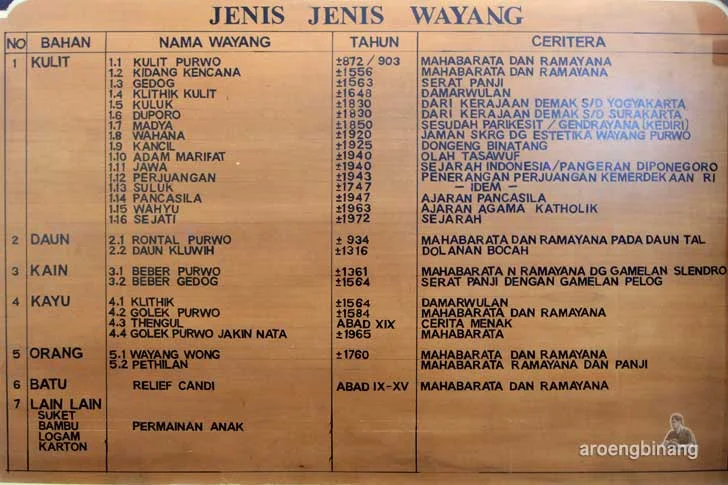 JENIS JENIS WAYANG
NO BAHAN NAMA WAYANG TAHUN CERITERA
1 KULIT 1.1 KULIT PURWO ±872 / 903 MAHABARATA DAN RAMAYANA
1.2 KIDANG KENCANA ±1556 MAHABARATA DAN RAMAYANA
1.3 GEDOG ±1563 SERAT PANJI
1.4 KLITHIK KULIT ±1648 DAMARWULAN
1.5 KULUK ±1830 DARI KERAJAAN DEMAK S/D YOGYAKARTA
1.6 DUPORO ±1830 DARI KERAJAAN DEMAK S/D SURAKARTA
1.7 MADYA ±1850 SESUDAH PARIKESIT / GENDRAYANA (KEDIRI)
1.8 WAHANA ±1920 JAMAN SKRG DG ESTETIKA WAYANG PURWO
1.9 KANCIL ±1925 DONGENG BINATANG
1.10 ADAM MARIFAT ±1940 OLAH TASAWUF
1.11 JAWA ±1940 SEJARAH INDONESIA/PANGERAN DIPONEGORO
1.12 PERJUANGAN ±1943 PENERANGAN PERJUANGAN KEMERDEKAAN RI
1.13 SULUK ±1747 — IDEM —
1.14 PANCASILA ±1947 AJARAN PANCASILA
1.15 WAHYU ±1963 AJARAN AGAMA KATHOLIK
1.16 SEJATI ±1972 SEJARAH
2 DAUN 2.1 RONTAL PURWO ± 934 MAHABARATA DAN RAMAYANA PADA DAUN TAL
2.2 DAUN KLUWIH ±1316 DOLANAN BOCAH
3 KAIN 3.1 BEBER PURWO ±1361 MAHABARATA N RAMAYANA DG GAMELAN SLENDRO
3.2 BEBER GEDOG ±1564 SERAT PANJI DENGAN GAMELAN PELOG
4 KAYU 4.1 KLITHIK ±1564 DAMARWULAN
4.2 GOLEK PURWO ±1584 MAHABARATA DAN RAMAYANA
4.3 THENGUL ABAD XIX CERITA MENAK
4.4 GOLEK PURWO JAKIN NATA ±1965 MAHABARATA
5 ORANG 5.1 WAYANG WONG ±1760 MAHABARATA DAN RAMAYANA
5.2 PETHILAN MAHABARATA RAMAYANA DAN PANJI
6 BATU RELIEF CANDI ABAD IX-XV MAHABARATA DAN RAMAYANA
7 LAIN LAIN
SUKET
BAMBU PERMAINAN ANAK
LOGAM
KARTON
aroengbinang